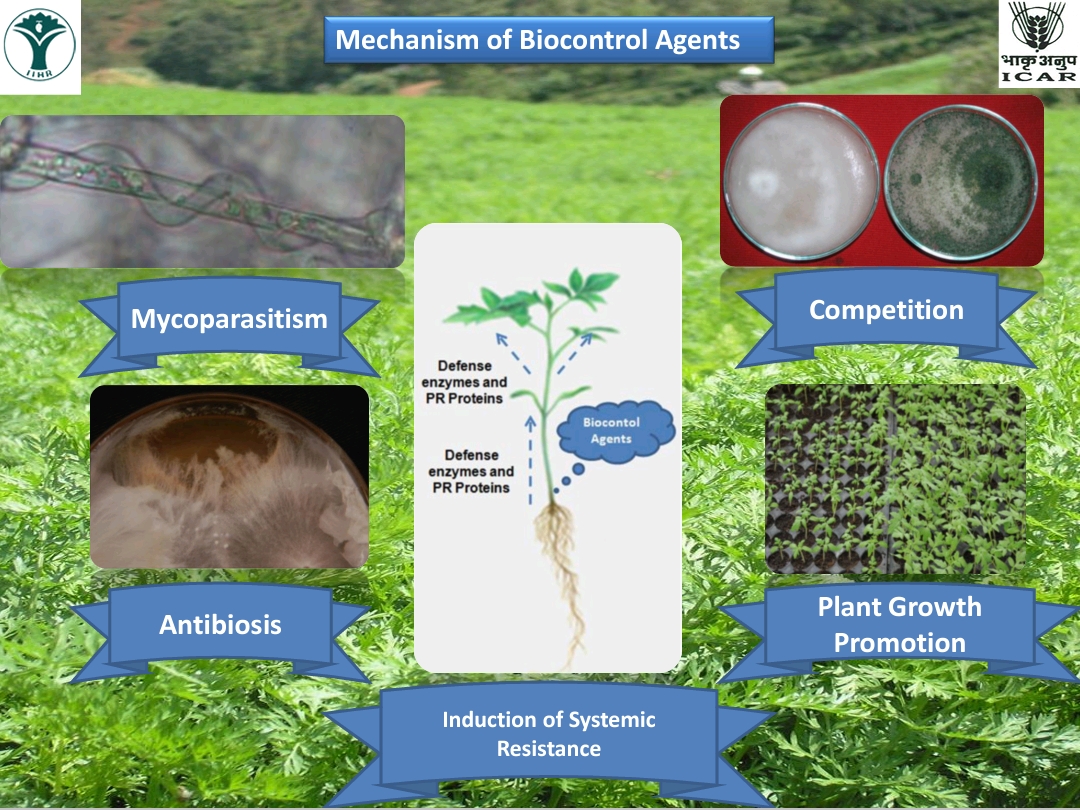 IIHR
Mechanism of Biocontrol Agents
भाकृअनुप
ICAR
Mycoparasitism
Competition
Defense
enzymes and
PR Proteins
Biocontol
Agents
Defense
enzymes and
PR Proteins
Antibiosis
Plant Growth
Promotion
Induction of Systemic
Resistance